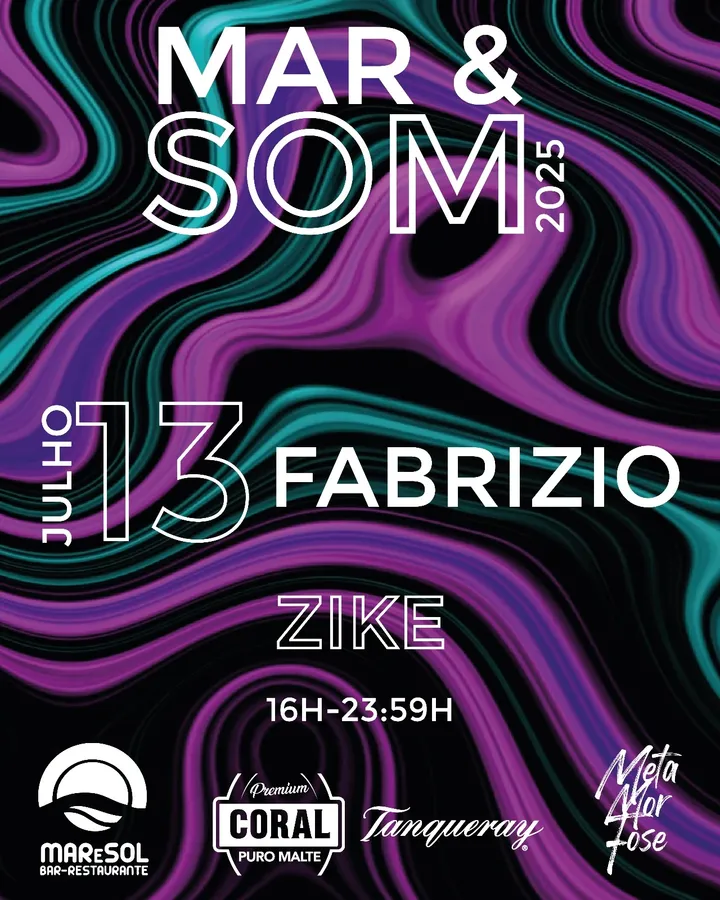 MAR &
SOM
2025
JULHO
13
FABRIZIO
ZIKE
16H-23:59H
MARESOL
BAR-RESTAURANTE
Premium
CORAL
PURO MALTE
Tanqueray®
Meta
Mor
fose